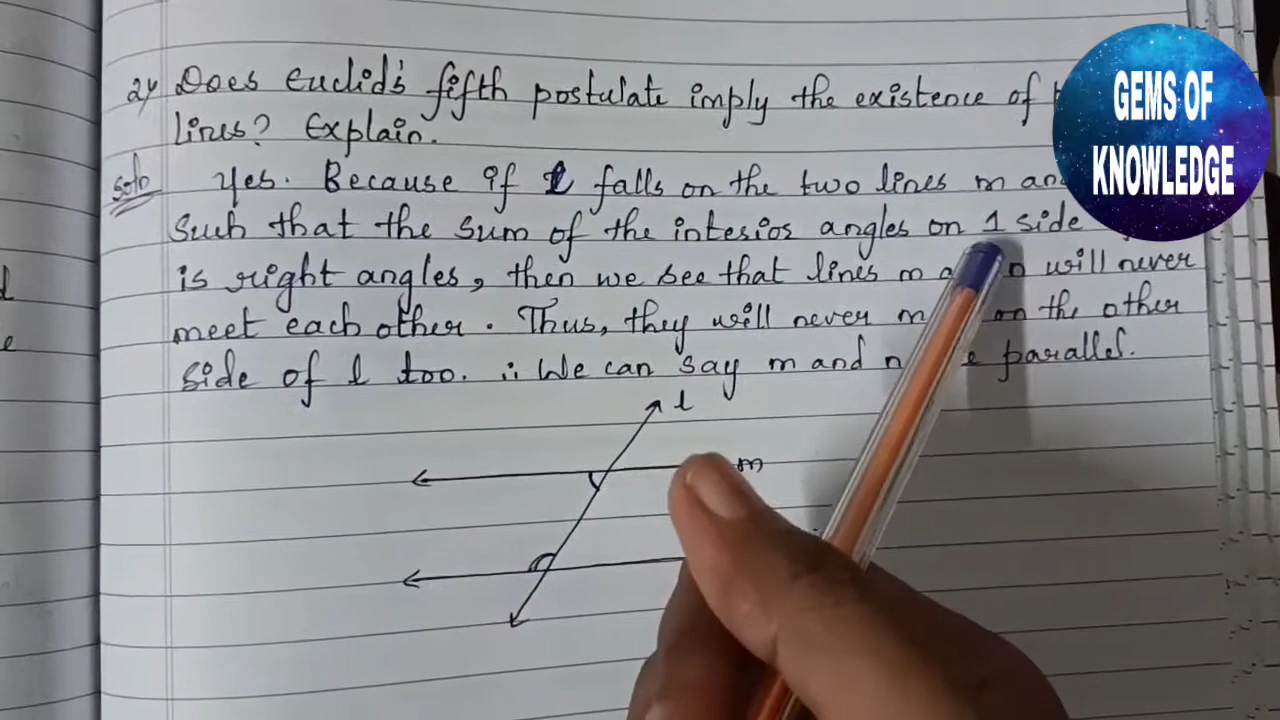 2y Does Euclid's fifth postulate imply the existence of
lines? Explain.
Soln Yes. Because if l falls on the two lines m and
such that the sum of the intesios angles on 1 side
is right angles, then we see that lines m n will never
meet each other. Thus, they will never on the other
side of l too. ∴ We can say m and n parallel.
l
m
GEMS OF
KNOWLEDGE